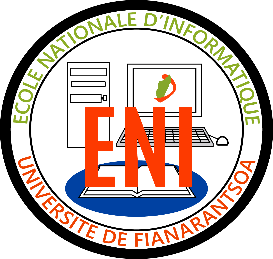 ECOLE NATIONALE D'INFORMATIQUE
ENI
UNIVERSITE DE FIANARANTSOA